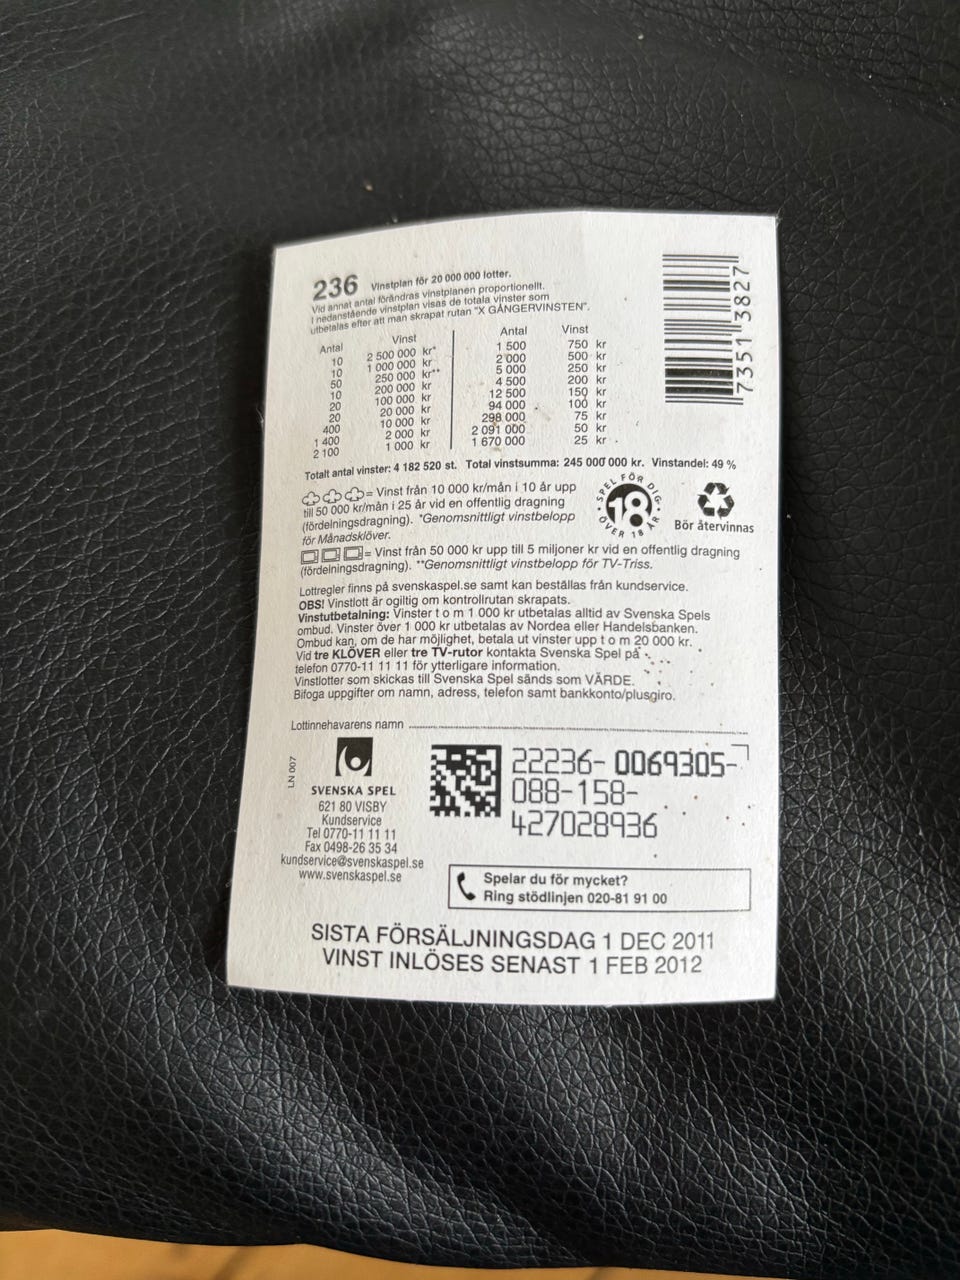 236 Vinstplan för 20 000 000 lotter.
Vid annat antal förändras vinstplanen proportionellt.
I nedanstående vinstplan visas de totala vinster som
utbetalas efter att man skrapat rutan "X GÅNGERVINSTEN".
Antal Vinst
10 2 500 000 kr*
10 1 000 000 kr
50 250 000 kr**
10 200 000 kr
20 100 000 kr
20 20 000 kr
400 10 000 kr
1 400 2 000 kr
2 100 1 000 kr
Antal Vinst
1 500 750 kr
2 000 500 kr
5 000 250 kr
4 500 200 kr
12 500 150 kr
94 000 100 kr
298 000 75 kr
2 091 000 50 kr
1 670 000 25 kr
7351 3827
Totalt antal vinster: 4 182 520 st. Total vinstsumma: 245 000 000 kr. Vinstandel: 49 %
= Vinst från 10 000 kr/mån i 10 år upp
till 50 000 kr/mån i 25 år vid en offentlig dragning
(fördelningsdragning). *Genomsnittligt vinstbelopp
för Månadsklöver.
SPEL FÖR DIG
18
ÖVER 18 ÅR
Bör återvinnas
= Vinst från 50 000 kr upp till 5 miljoner kr vid en offentlig dragning
(fördelningsdragning). **Genomsnittligt vinstbelopp för TV-Triss.
Lottregler finns på svenskaspel.se samt kan beställas från kundservice.
OBS! Vinstlott är ogiltig om kontrollrutan skrapats.
Vinstutbetalning: Vinster t o m 1 000 kr utbetalas alltid av Svenska Spels
ombud. Vinster över 1 000 kr utbetalas av Nordea eller Handelsbanken.
Ombud kan, om de har möjlighet, betala ut vinster upp t o m 20 000 kr.
Vid tre KLÖVER eller tre TV-rutor kontakta Svenska Spel på
telefon 0770-11 11 11 för ytterligare information.
Vinstlotter som skickas till Svenska Spel sänds som VÄRDE.
Bifoga uppgifter om namn, adress, telefon samt bankkonto/plusgiro.
Lottinnehavarens namn
LN 007
SVENSKA SPEL
621 80 VISBY
Kundservice
Tel 0770-11 11 11
Fax 0498-26 35 34
kundservice@svenskaspel.se
www.svenskaspel.se
22236-0069305-
088-158-
427028936
Spelar du för mycket?
Ring stödlinjen 020-81 91 00
SISTA FÖRSÄLJNINGSDAG 1 DEC 2011
VINST INLÖSES SENAST 1 FEB 2012